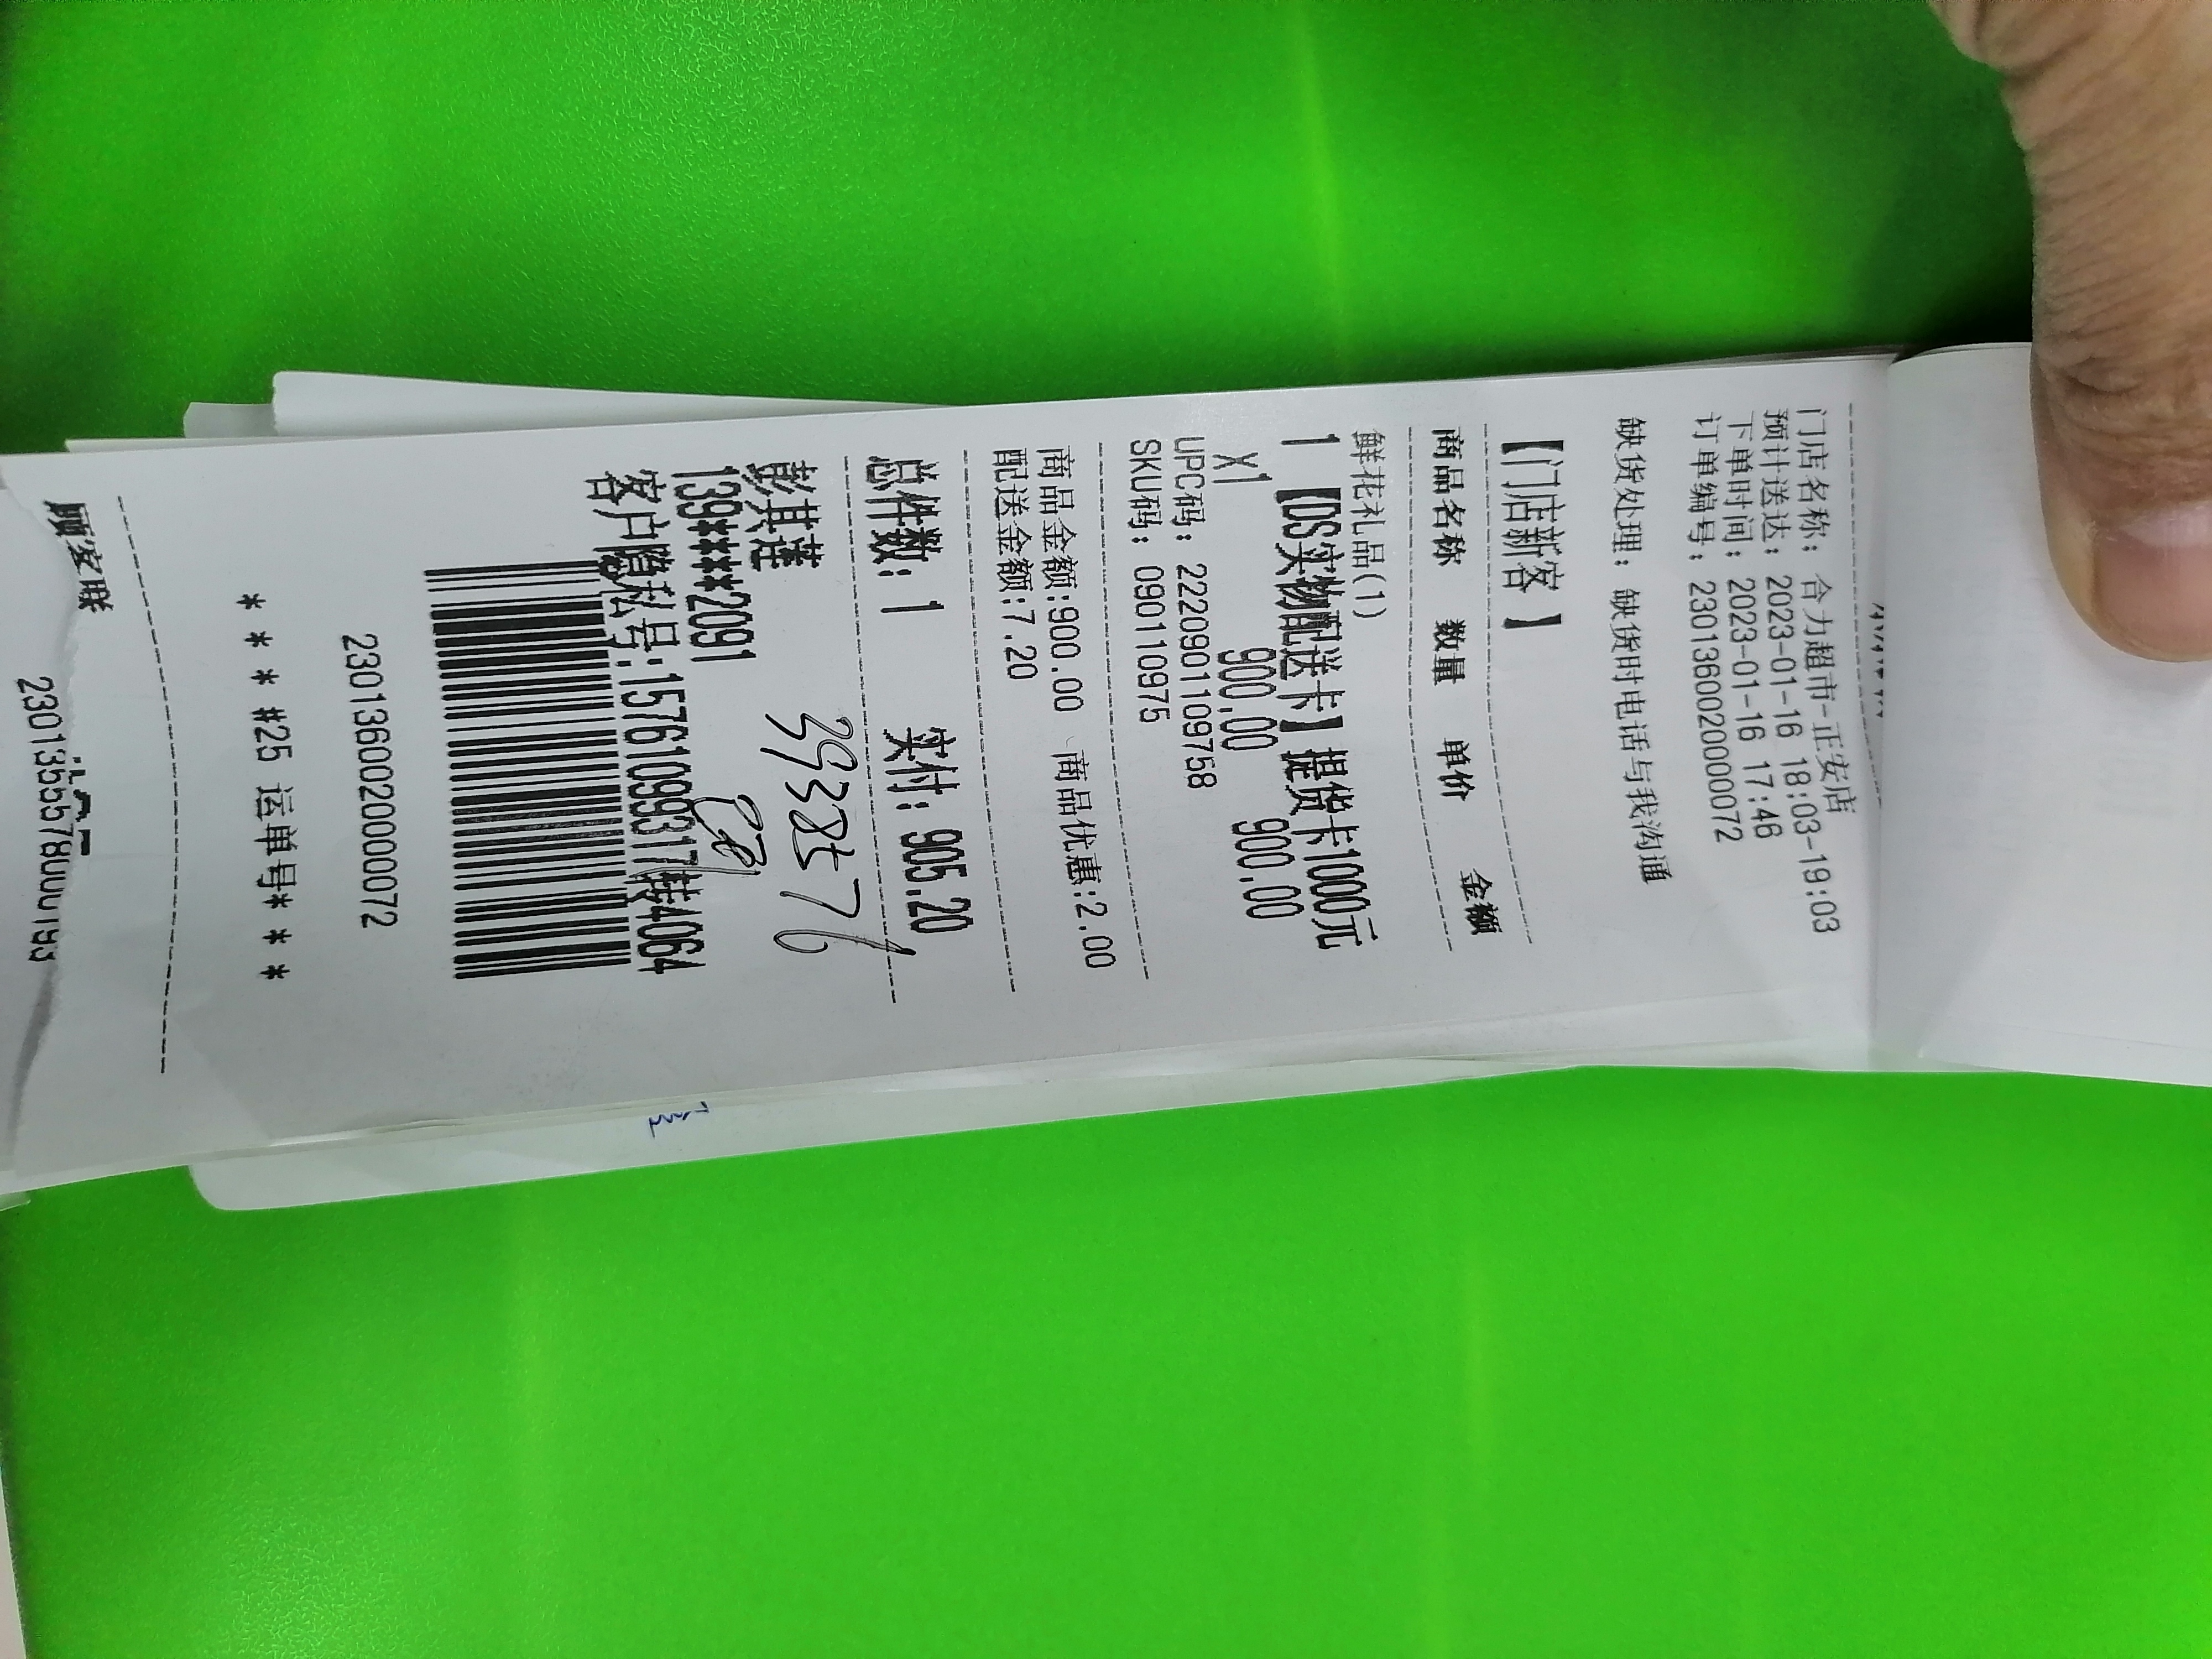 门店名称: 合力超市-正安店
预计送达: 2023-01-16 18:03-19:03
下单时间: 2023-01-16 17:46
订单编号: 2301360020000072
缺货处理: 缺货时电话与我沟通
【门店新客 】
商品名称 数量 单价 金额
鲜花礼品(1)
1 【DS实物配送卡】提货卡1000元
X1 900.00 900.00
UPC码: 2220901109758
SKU码: 090110975
商品金额:900.00 商品优惠:2.00
配送金额:7.20
总件数: 1 实付: 905.20
彭其莲
139****2091
客户隐私号:15761099317转4064
2301360020000072
* * * #25 运单号* * *
顾客联